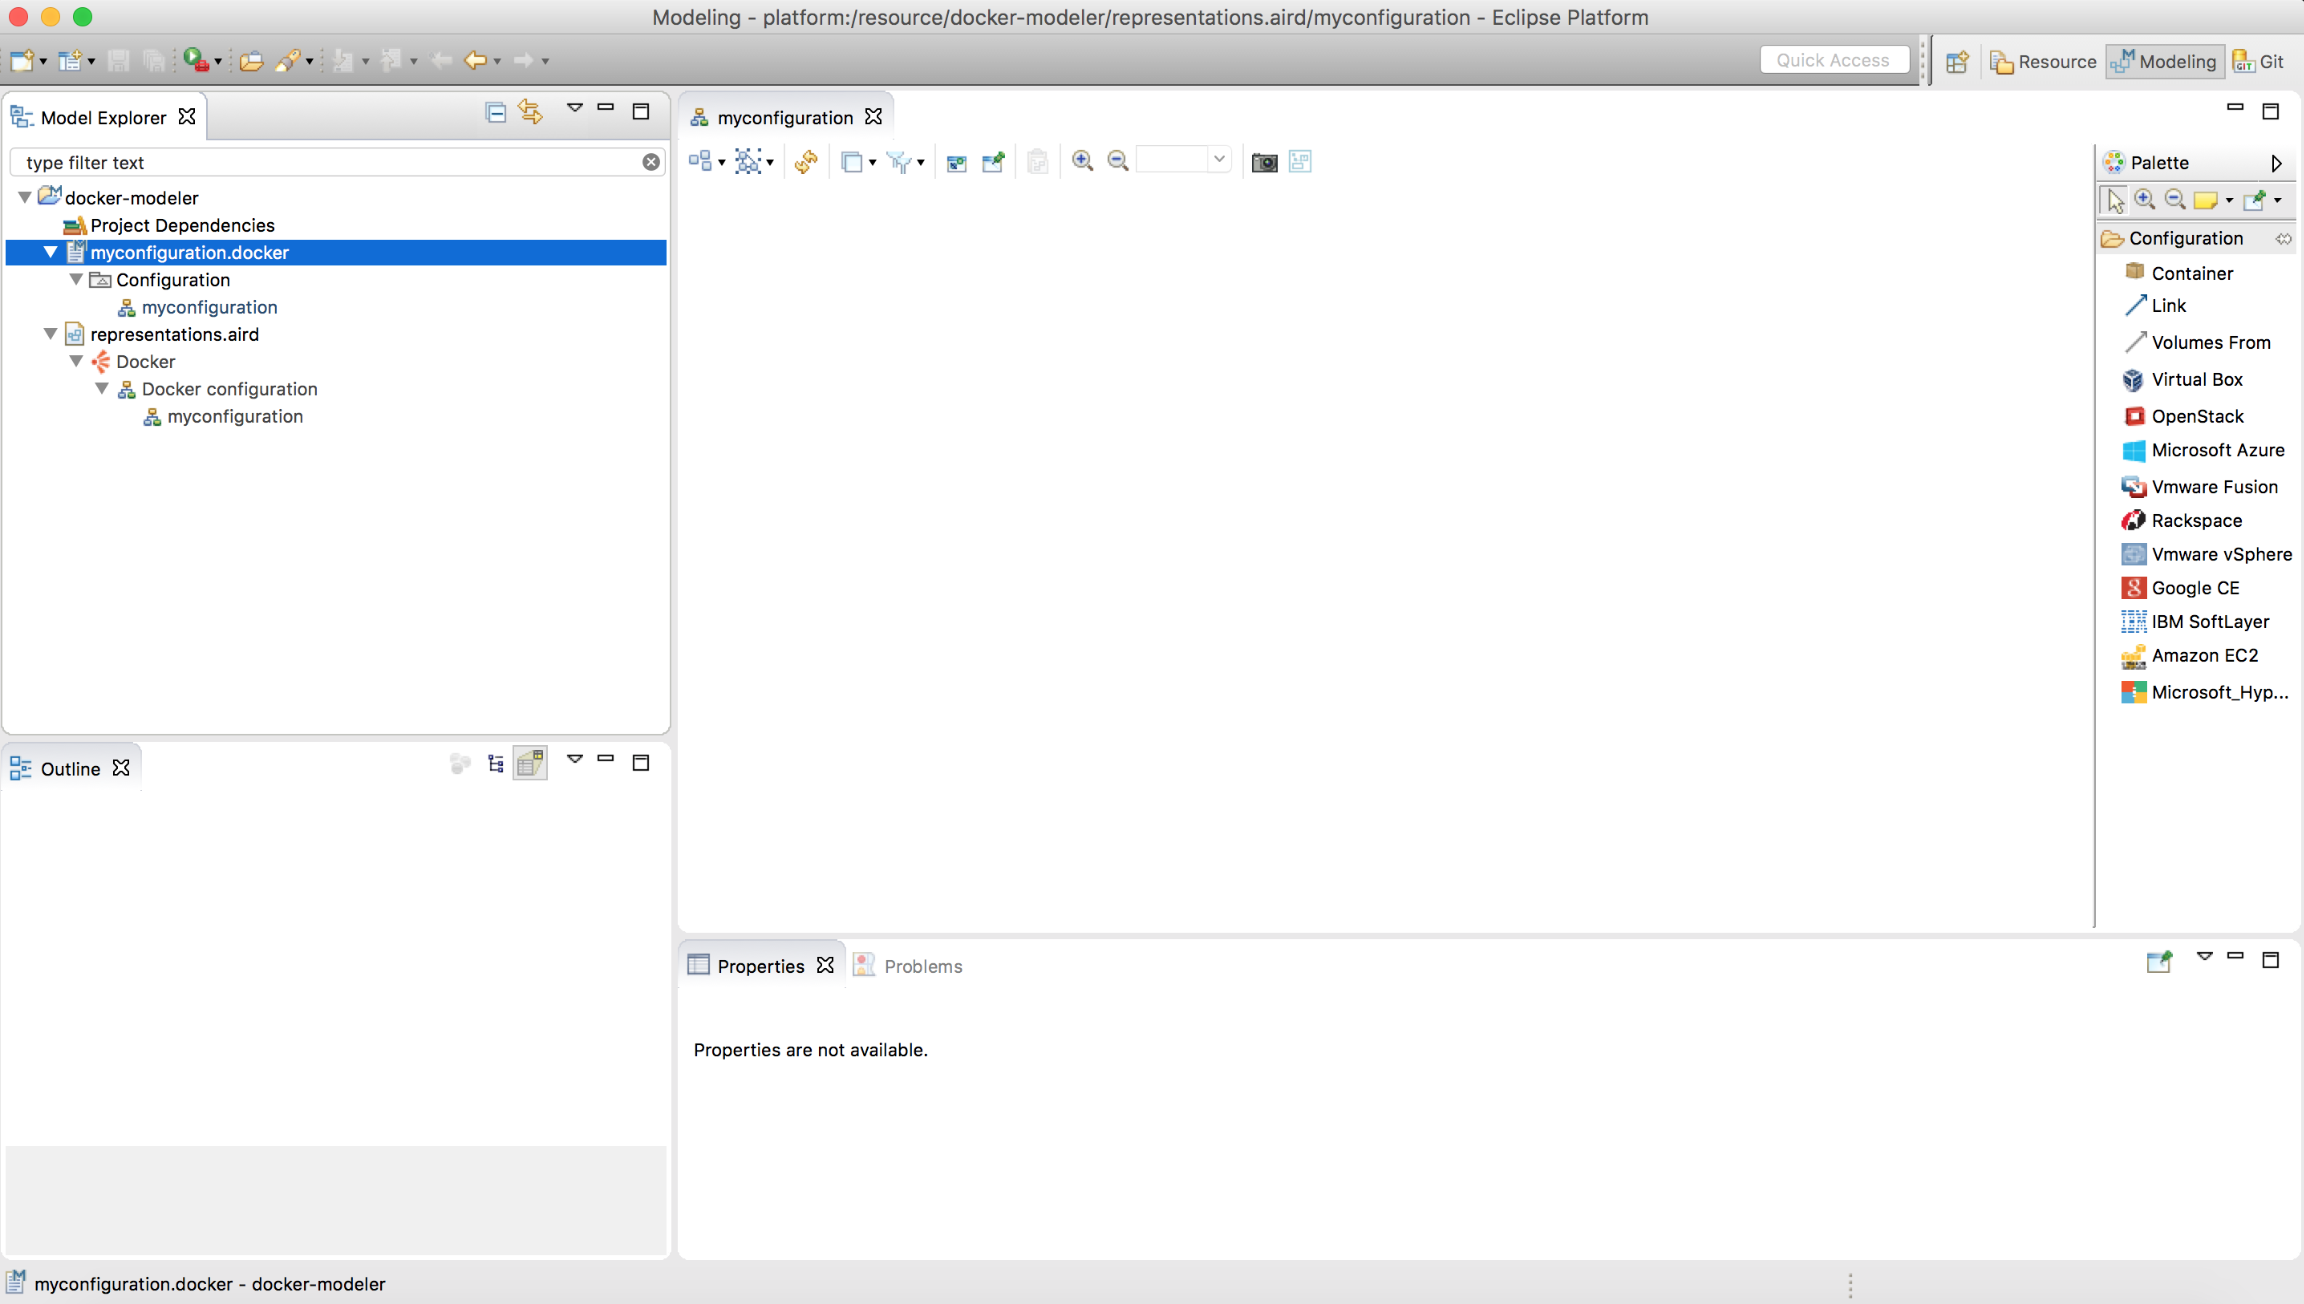 Modeling - platform:/resource/docker-modeler/representations.aird/myconfiguration - Eclipse Platform
Quick Access
Resource
Modeling
GIT Git
Model Explorer
type filter text
docker-modeler
Project Dependencies
myconfiguration.docker
Configuration
myconfiguration
representations.aird
Docker
Docker configuration
myconfiguration
myconfiguration
Palette
Configuration
Container
Link
Volumes From
Virtual Box
OpenStack
Microsoft Azure
Vmware Fusion
Rackspace
Vmware vSphere
Google CE
IBM SoftLayer
Amazon EC2
Microsoft_Hyp...
Outline
Properties
Problems
Properties are not available.
myconfiguration.docker - docker-modeler